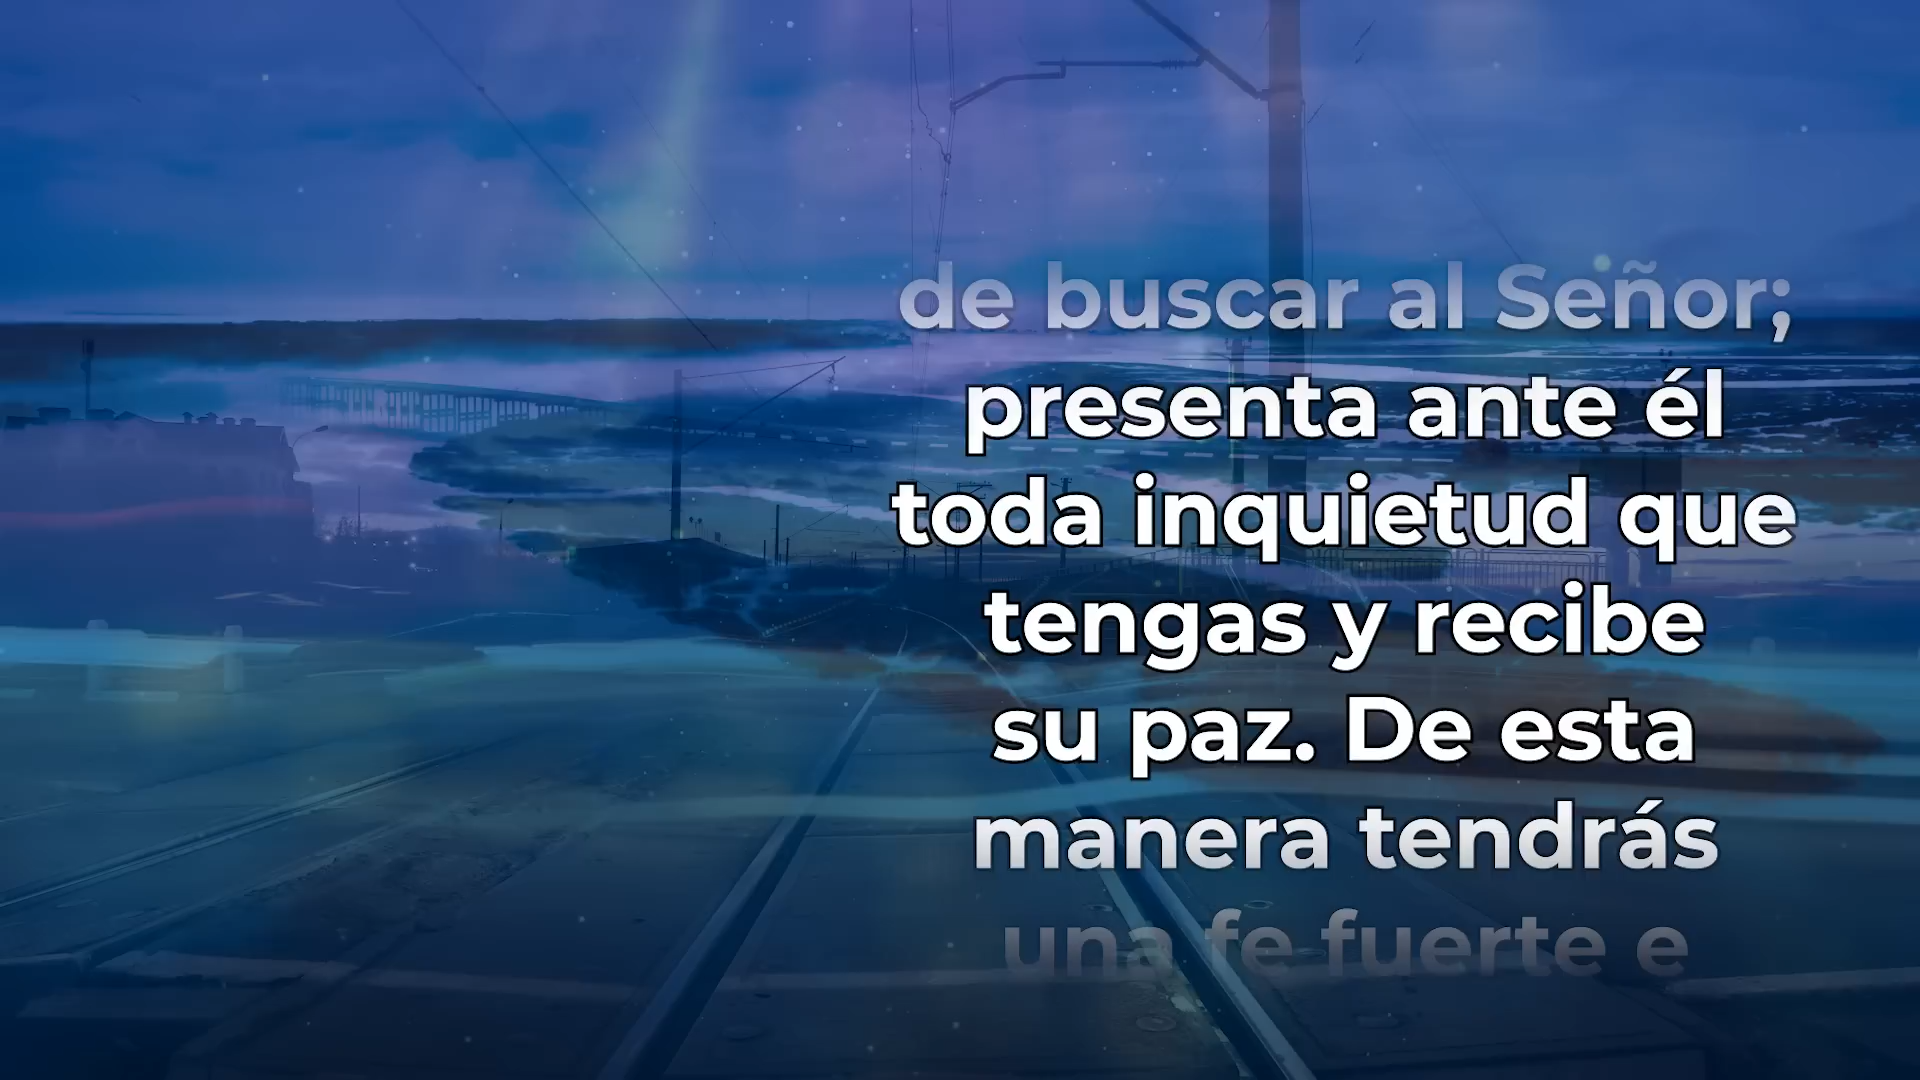 de buscar al Señor;
presenta ante él
toda inquietud que
tengas y recibe
su paz. De esta
manera tendrás
una fe fuerte e